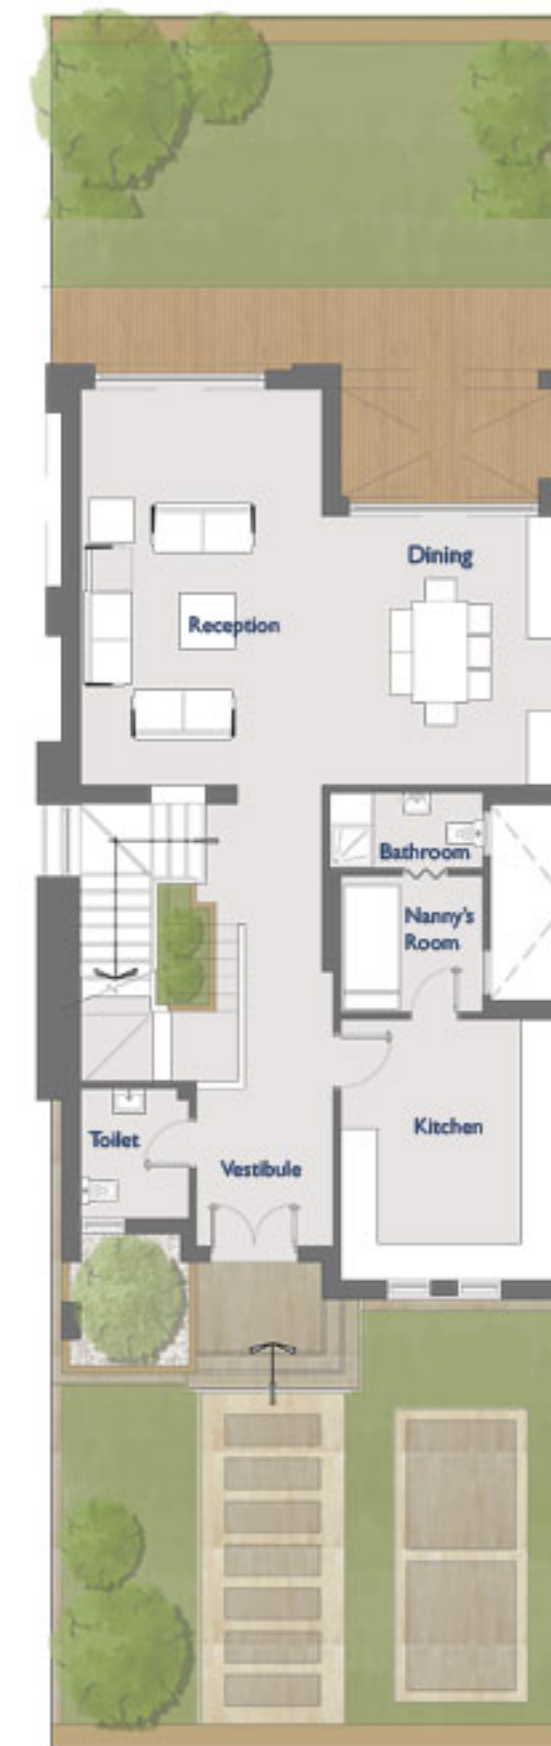 Dining
Reception
Bathroom
Nanny's
Room
Kitchen
Toilet
Vestibule